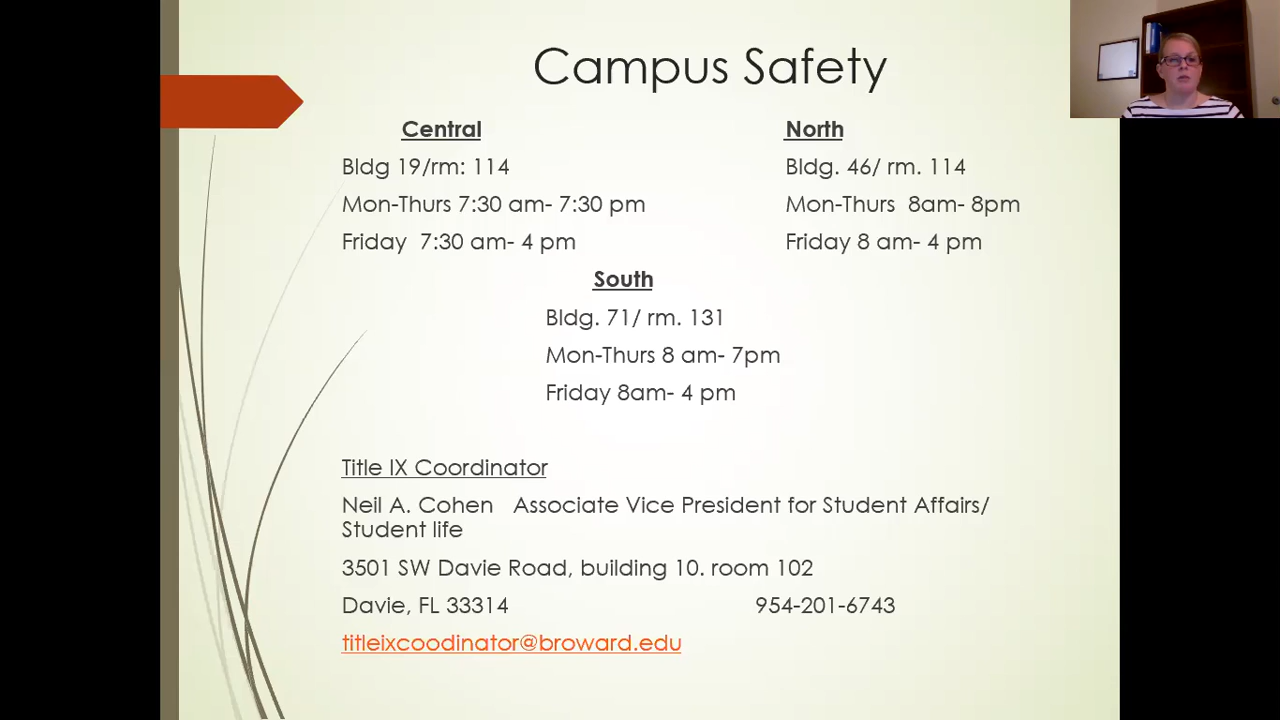 Campus Safety
Central
Bldg 19/rm: 114
Mon-Thurs 7:30 am- 7:30 pm
Friday 7:30 am- 4 pm
North
Bldg. 46/ rm. 114
Mon-Thurs 8am- 8pm
Friday 8 am- 4 pm
South
Bldg. 71/ rm. 131
Mon-Thurs 8 am- 7pm
Friday 8am- 4 pm
Title IX Coordinator
Neil A. Cohen Associate Vice President for Student Affairs/
Student life
3501 SW Davie Road, building 10. room 102
Davie, FL 33314 954-201-6743
titleixcoodinator@broward.edu